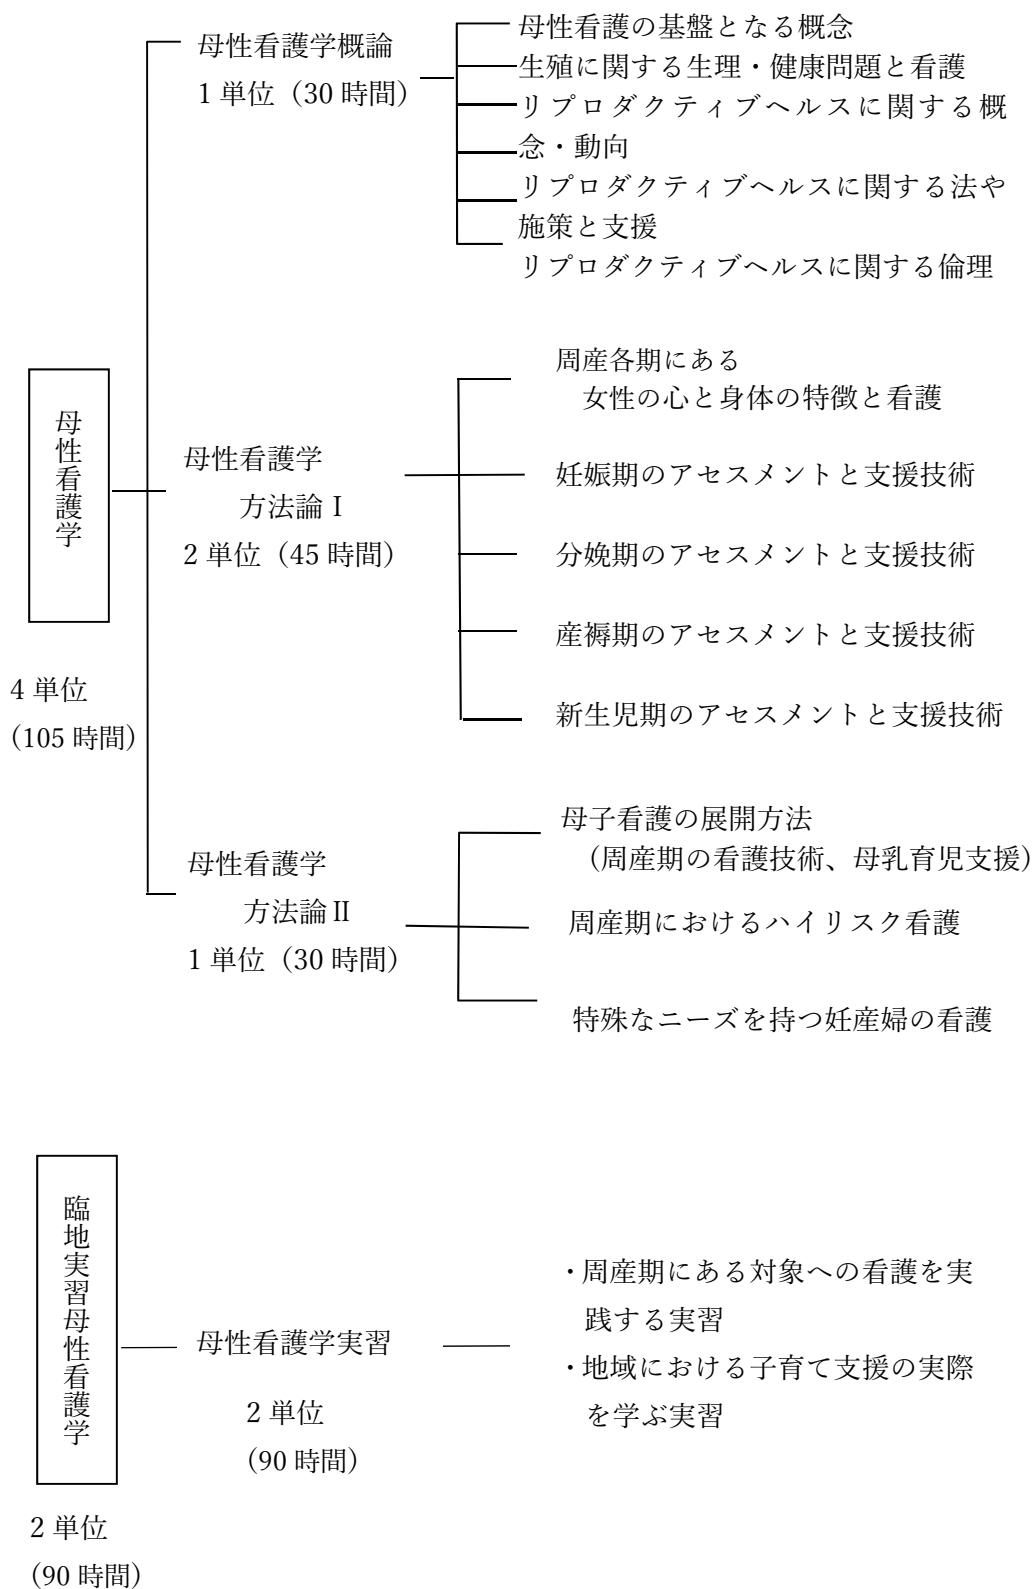 母性看護学
4 単位
(105 時間)
母性看護学概論
1 単位（30 時間）
母性看護の基盤となる概念
生殖に関する生理・健康問題と看護
リプロダクティブヘルスに関する概
念・動向
リプロダクティブヘルスに関する法や
施策と支援
リプロダクティブヘルスに関する倫理
母性看護学
方法論Ⅰ
2 単位（45 時間）
周産各期にある
女性の心と身体の特徴と看護
妊娠期のアセスメントと支援技術
分娩期のアセスメントと支援技術
産褥期のアセスメントと支援技術
新生児期のアセスメントと支援技術
母性看護学
方法論Ⅱ
1 単位（30 時間）
母子看護の展開方法
（周産期の看護技術、母乳育児支援）
周産期におけるハイリスク看護
特殊なニーズを持つ妊産婦の看護
臨地実習母性看護学
2 単位
(90 時間)
母性看護学実習
2 単位
(90 時間)
・周産期にある対象への看護を実
践する実習
・地域における子育て支援の実際
を学ぶ実習